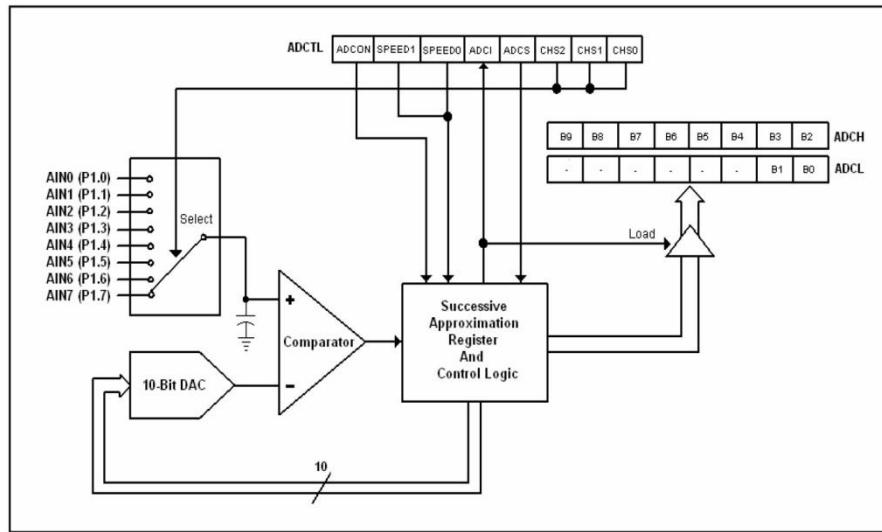 ADCTL ADCON SPEED1 SPEED0 ADCI ADCS CHS2 CHS1 CHS0
B9 B8 B7 B6 B5 B4 B3 B2 ADCH
- - - - - - B1 B0 ADCL
AIN0 (P1.0)
AIN1 (P1.1)
AIN2 (P1.2)
AIN3 (P1.3)
AIN4 (P1.4)
AIN5 (P1.5)
AIN6 (P1.6)
AIN7 (P1.7)
Select
Load
+
Comparator
-
Successive
Approximation
Register
And
Control Logic
10-Bit DAC
10